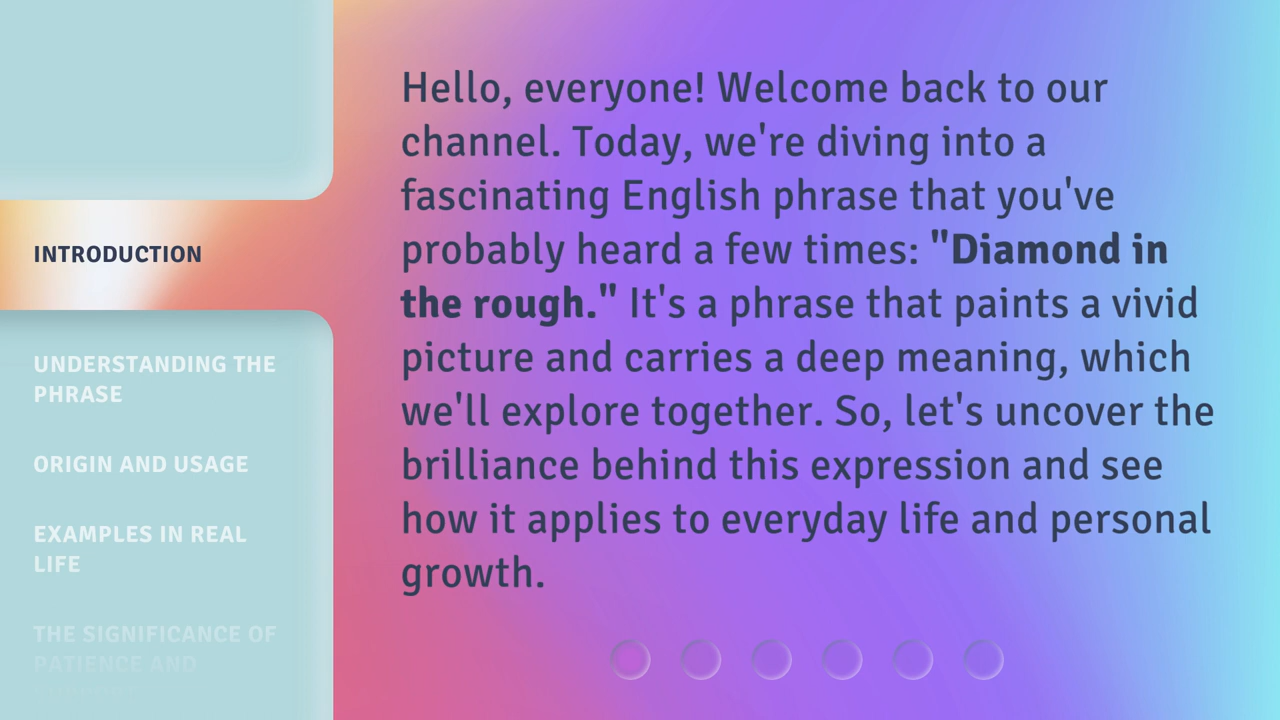 INTRODUCTION
UNDERSTANDING THE
PHRASE
ORIGIN AND USAGE
EXAMPLES IN REAL
LIFE
THE SIGNIFICANCE OF
PATIENCE AND
Hello, everyone! Welcome back to our
channel. Today, we're diving into a
fascinating English phrase that you've
probably heard a few times: "Diamond in
the rough." It's a phrase that paints a vivid
picture and carries a deep meaning, which
we'll explore together. So, let's uncover the
brilliance behind this expression and see
how it applies to everyday life and personal
growth.